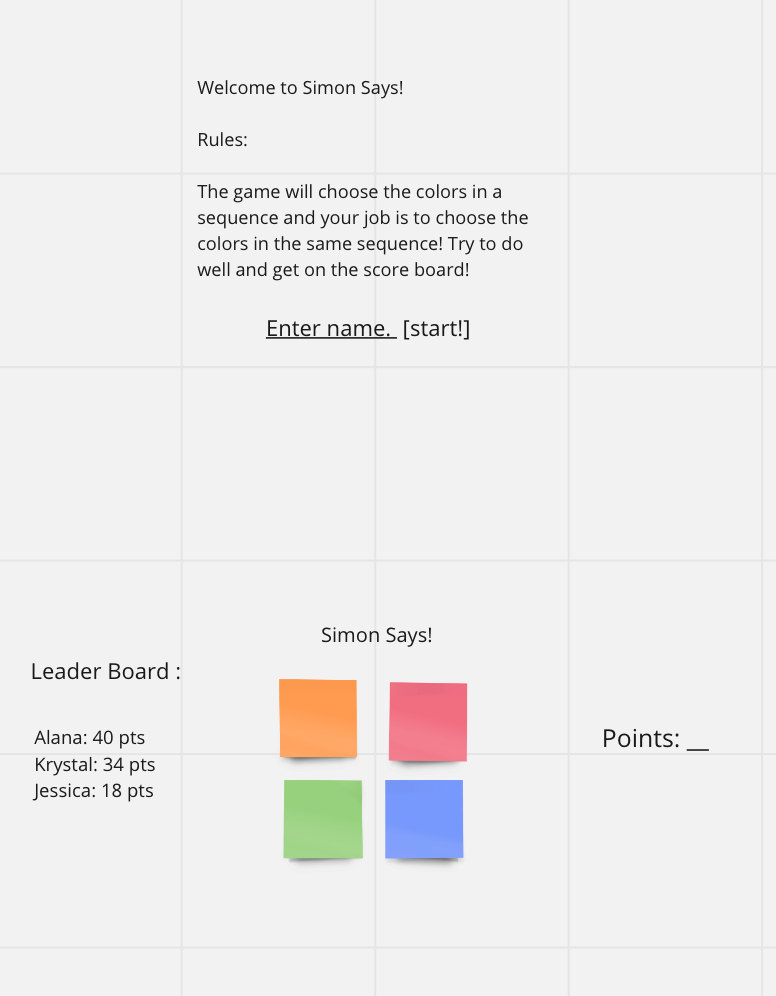 Welcome to Simon Says!
Rules:
The game will choose the colors in a
sequence and your job is to choose the
colors in the same sequence! Try to do
well and get on the score board!
Enter name.  [start!]
Simon Says!
Leader Board :
Alana: 40 pts
Krystal: 34 pts
Jessica: 18 pts
Points: __